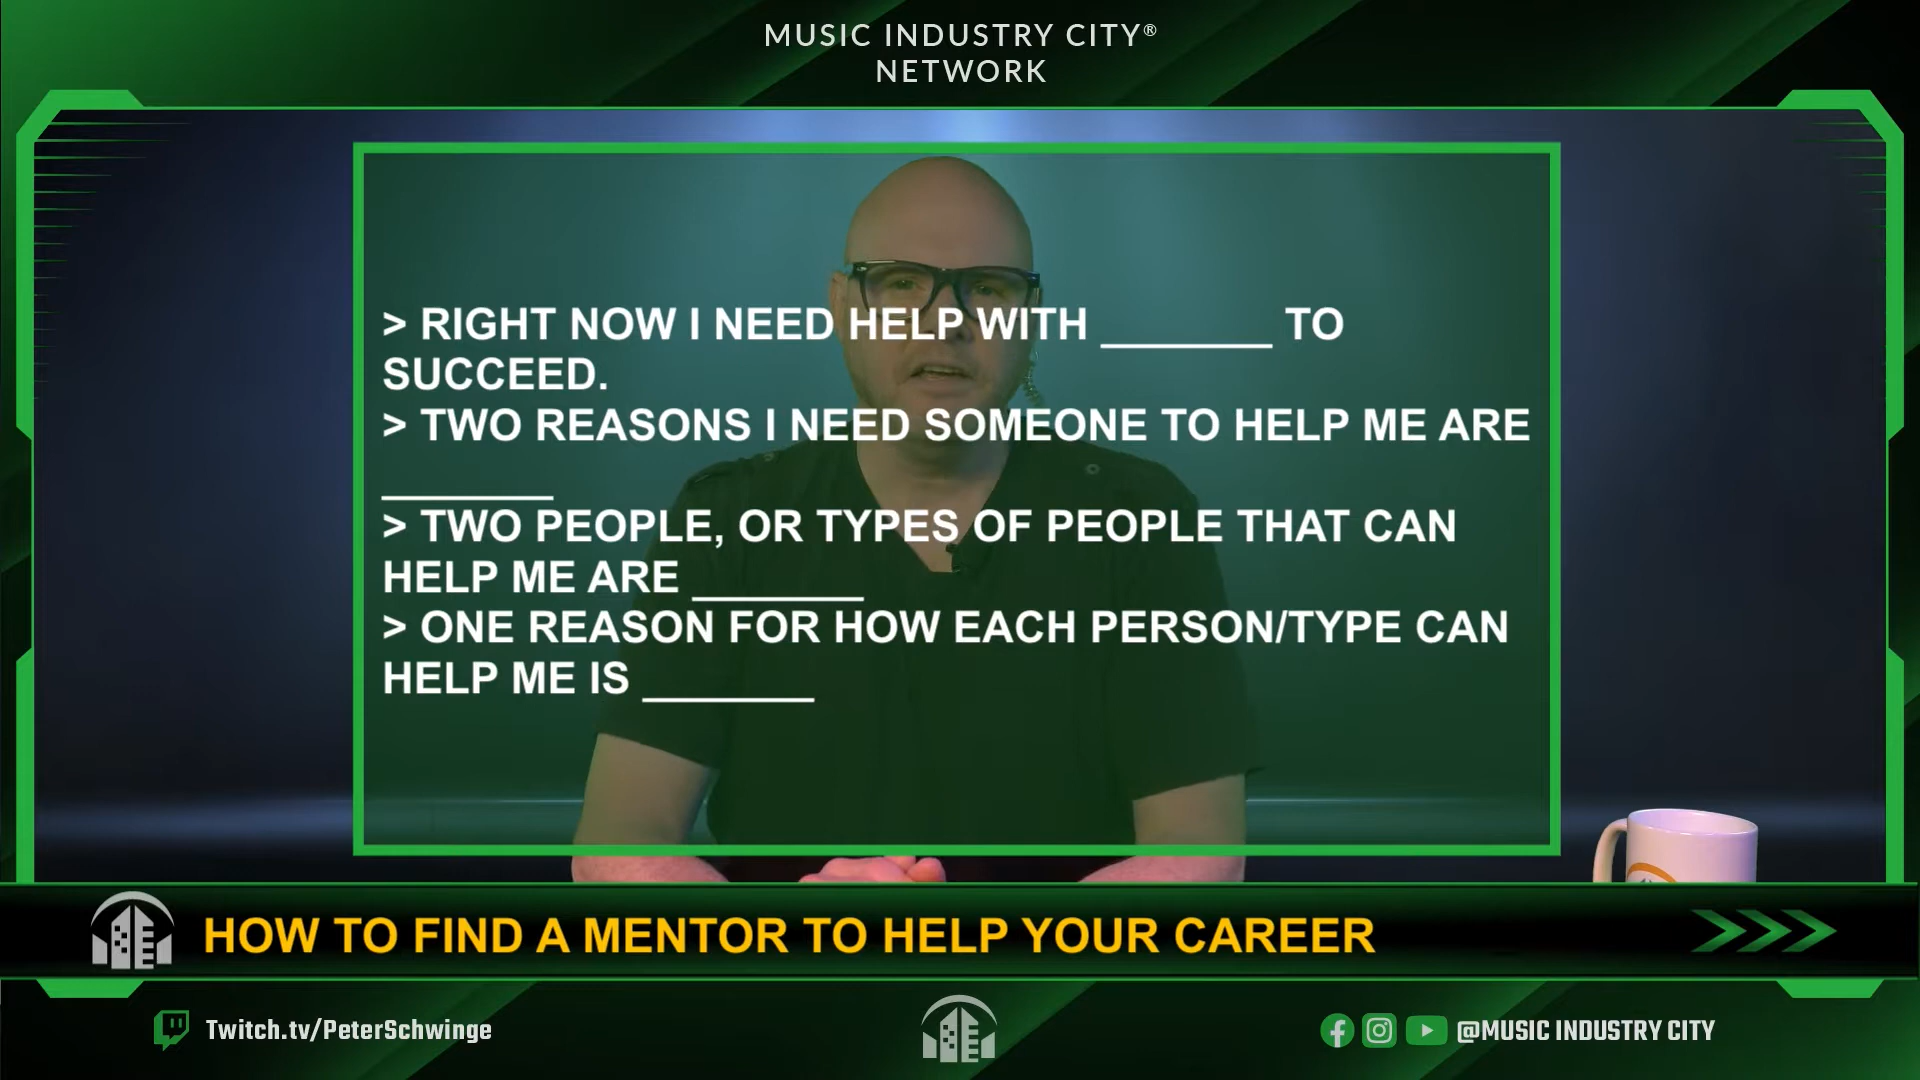 MUSIC INDUSTRY CITY®
NETWORK
> RIGHT NOW I NEED HELP WITH _______ TO
SUCCEED.
> TWO REASONS I NEED SOMEONE TO HELP ME ARE
_______
> TWO PEOPLE, OR TYPES OF PEOPLE THAT CAN
HELP ME ARE _______
> ONE REASON FOR HOW EACH PERSON/TYPE CAN
HELP ME IS _______
HOW TO FIND A MENTOR TO HELP YOUR CAREER
Twitch.tv/PeterSchwinge
@MUSIC INDUSTRY CITY